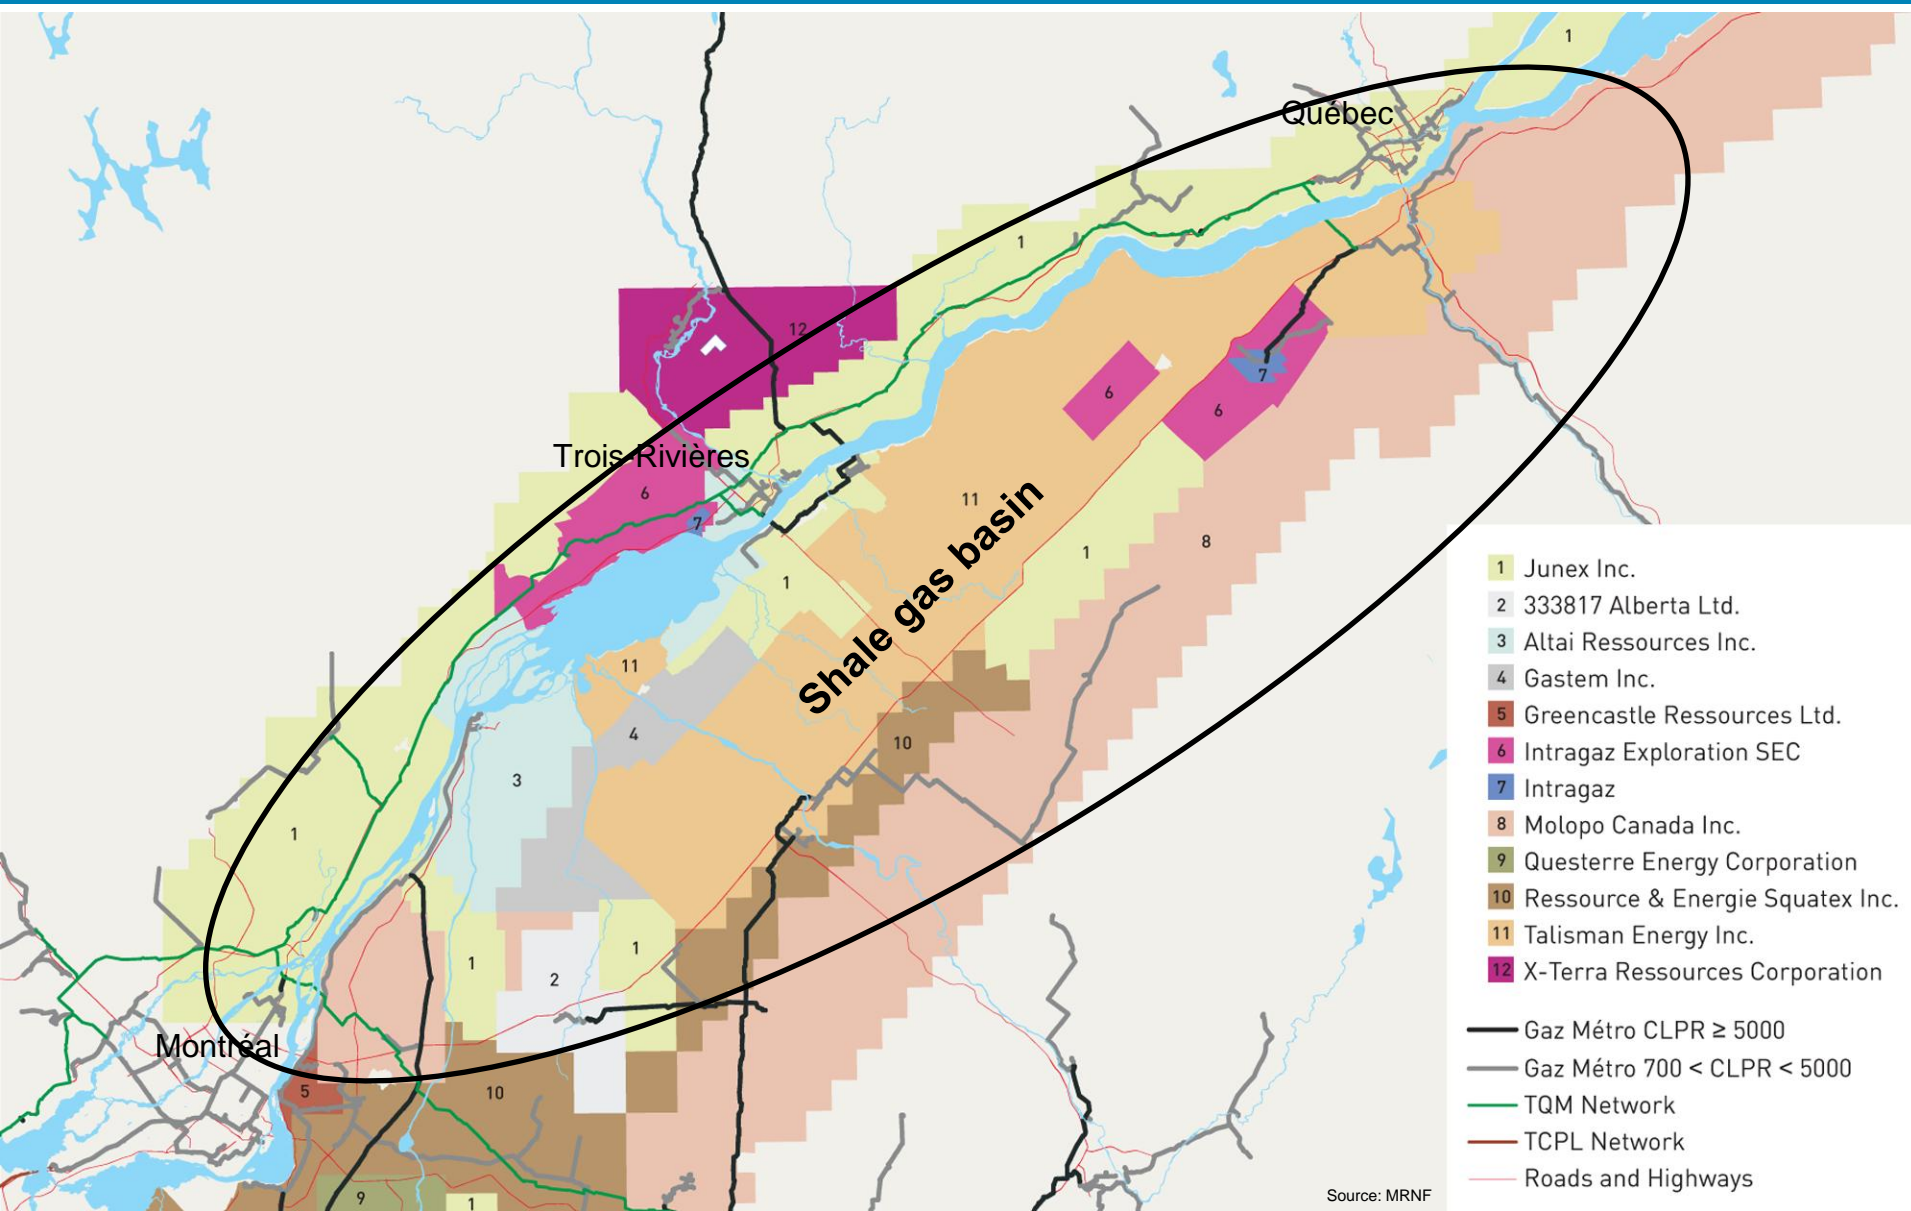 1
Québec
1
12
6
7
6
Trois-Rivières
6
11
7
1
1
8
Shale gas basin
11
4
10
3
1
1
1
2
5
10
9
1
Source: MRNF
1 Junex Inc.
2 333817 Alberta Ltd.
3 Altai Ressources Inc.
4 Gastem Inc.
5 Greencastle Ressources Ltd.
6 Intragaz Exploration SEC
7 Intragaz
8 Molopo Canada Inc.
9 Questerre Energy Corporation
10 Ressource & Energie Squatex Inc.
11 Talisman Energy Inc.
12 X-Terra Ressources Corporation
Gaz Métro CLPR ≥ 5000
Gaz Métro 700 < CLPR < 5000
TQM Network
TCPL Network
Roads and Highways
Montréal